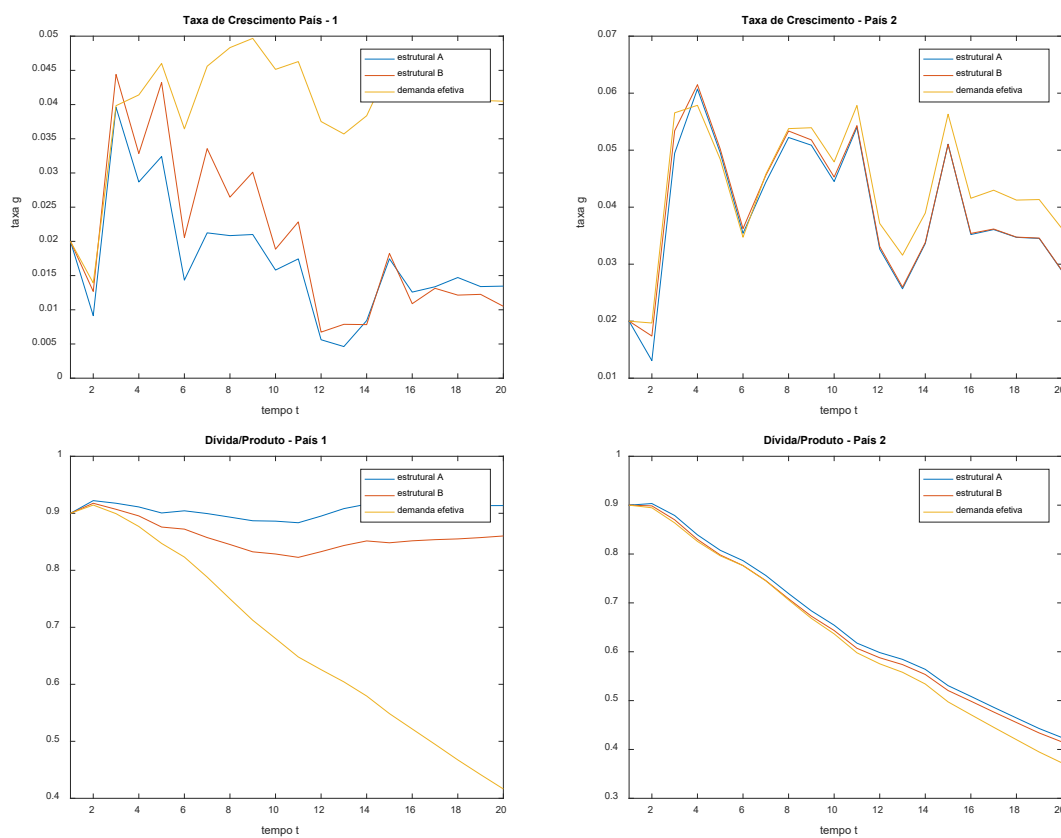 Taxa de Crescimento País - 1
0.05
0.045
0.04
0.035
0.03
0.025
0.02
0.015
0.01
0.005
0
taxa g
estrutural A
estrutural B
demanda efetiva
2 4 6 8 10 12 14 16 18 20
tempo t
Taxa de Crescimento - País 2
0.07
0.06
0.05
0.04
0.03
0.02
0.01
taxa g
estrutural A
estrutural B
demanda efetiva
2 4 6 8 10 12 14 16 18 20
tempo t
Dívida/Produto - País 1
1
0.9
0.8
0.7
0.6
0.5
0.4
estrutural A
estrutural B
demanda efetiva
2 4 6 8 10 12 14 16 18 20
tempo t
Dívida/Produto - País 2
1
0.9
0.8
0.7
0.6
0.5
0.4
0.3
estrutural A
estrutural B
demanda efetiva
2 4 6 8 10 12 14 16 18 20
tempo t